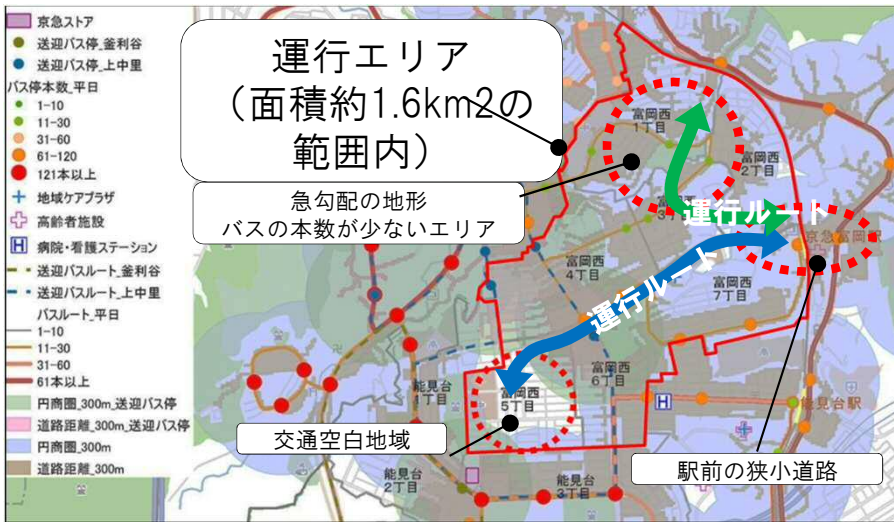 京急ストア
送迎バス停_釜利谷
送迎バス停_上中里
バス停本数_平日
1-10
11-30
31-60
61-120
121本以上
地域ケアプラザ
高齢者施設
H 病院・看護ステーション
送迎バスルート_釜利谷
送迎バスルート_上中里
バスルート_平日
1-10
11-30
31-60
61本以上
円商圏_300m_送迎バス停
道路距離_300m_送迎バス停
円商圏_300m
道路距離_300m
運行エリア
（面積約1.6km2の
範囲内）
急勾配の地形
バスの本数が少ないエリア
富岡西
1丁目
富岡西
2丁目
富岡西
3丁目
運行ルート
京急富岡駅
富岡西
4丁目
富岡西
7丁目
運行ルート
富岡西
6丁目
富岡西
5丁目
能見台
1丁目
H
能見台駅
交通空白地域
駅前の狭小道路
能見台
2丁目
能見台
3丁目